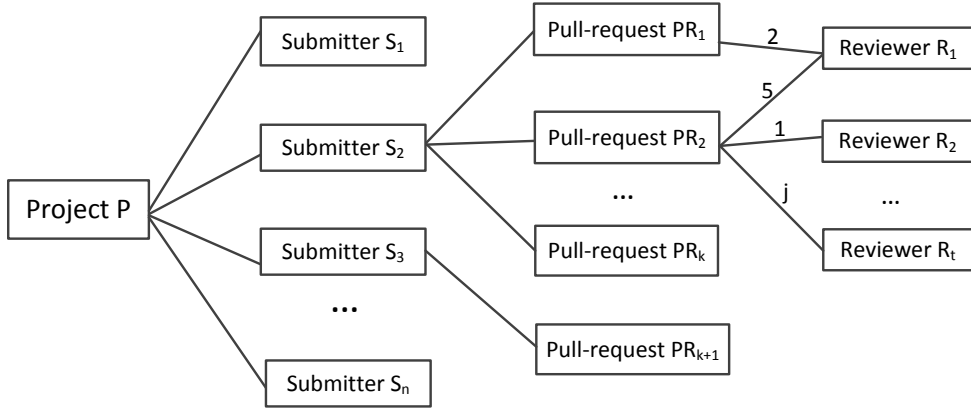 Project P
Submitter S₁
Submitter S₂
Submitter S₃
...
Submitter Sₙ
Pull-request PR₁
Pull-request PR₂
...
Pull-request PRₖ
Pull-request PRₖ₊₁
2
5
1
j
Reviewer R₁
Reviewer R₂
...
Reviewer Rₜ